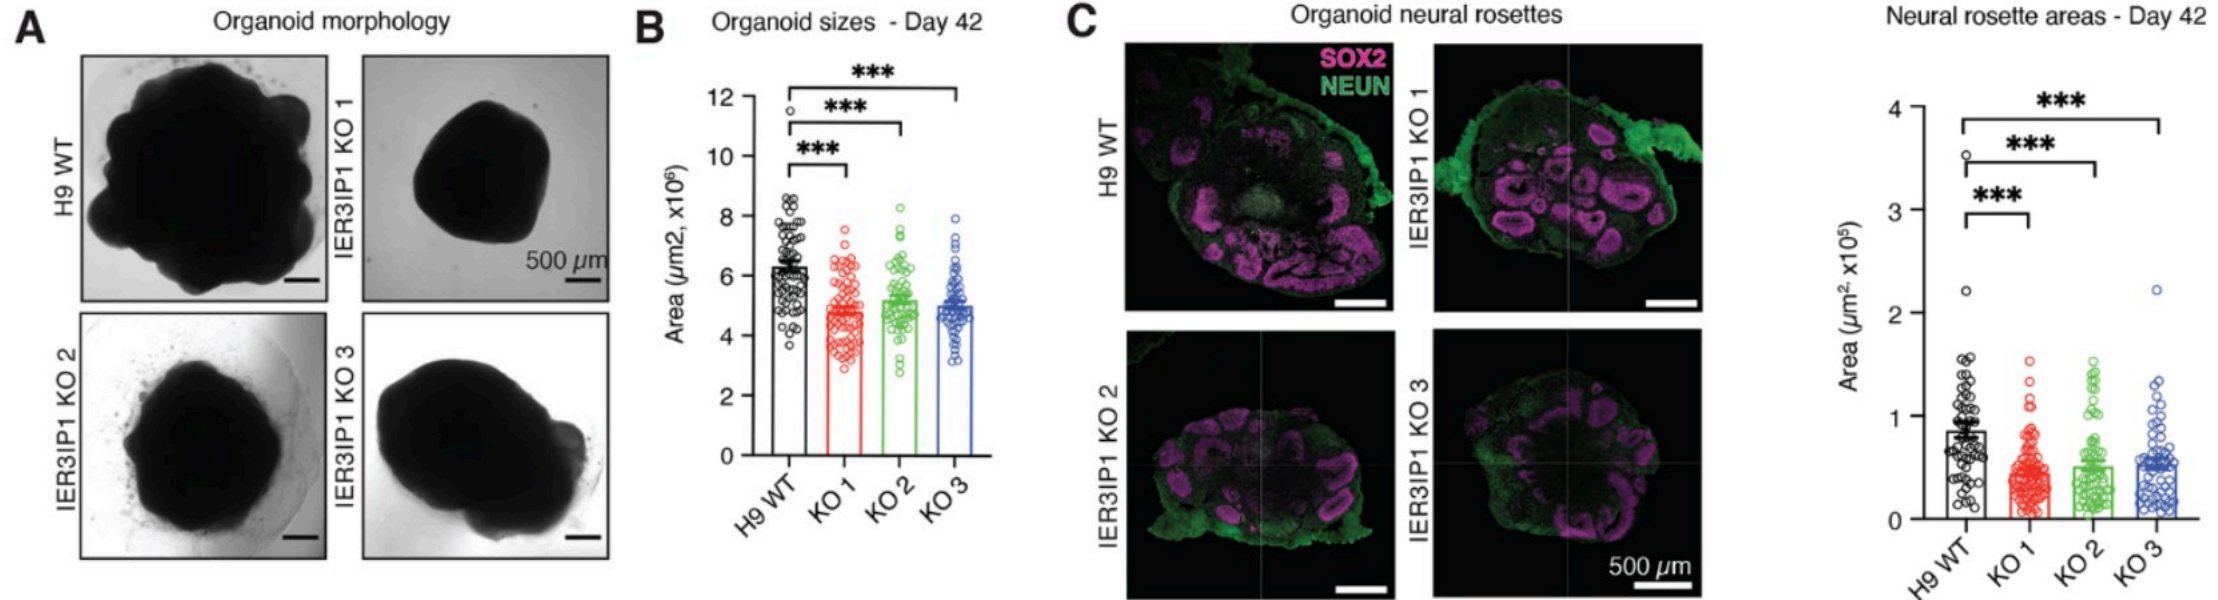 A
Organoid morphology
H9 WT
IER3IP1 KO 1
500 µm
IER3IP1 KO 2
IER3IP1 KO 3
B
Organoid sizes - Day 42
Area (µm2, x10⁶)
12
10
8
6
4
2
0
***
***
***
H9 WT
KO 1
KO 2
KO 3
C
Organoid neural rosettes
H9 WT
SOX2
NEUN
IER3IP1 KO 1
IER3IP1 KO 2
IER3IP1 KO 3
500 µm
Neural rosette areas - Day 42
Area (µm², x10⁵)
4
3
2
1
0
***
***
***
H9 WT
KO 1
KO 2
KO 3